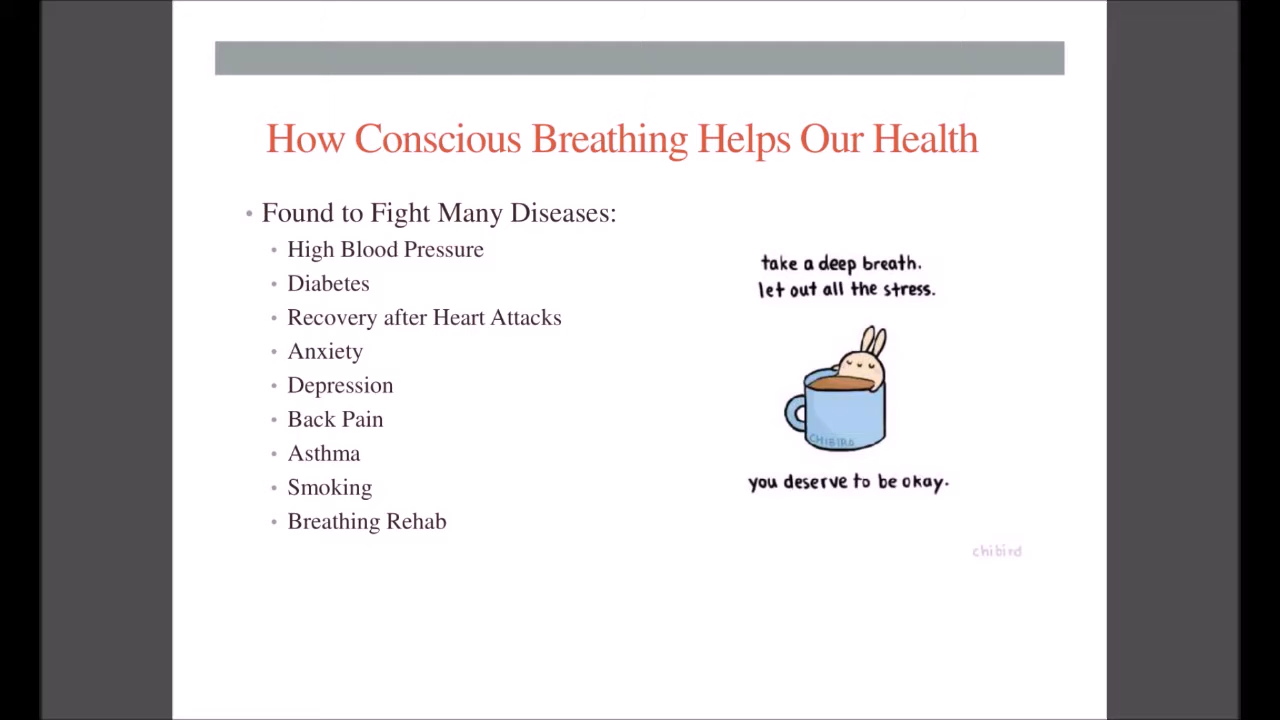 How Conscious Breathing Helps Our Health
• Found to Fight Many Diseases:
• High Blood Pressure
• Diabetes
• Recovery after Heart Attacks
• Anxiety
• Depression
• Back Pain
• Asthma
• Smoking
• Breathing Rehab
take a deep breath.
let out all the stress.
CHIBIRD
you deserve to be okay.
chibird